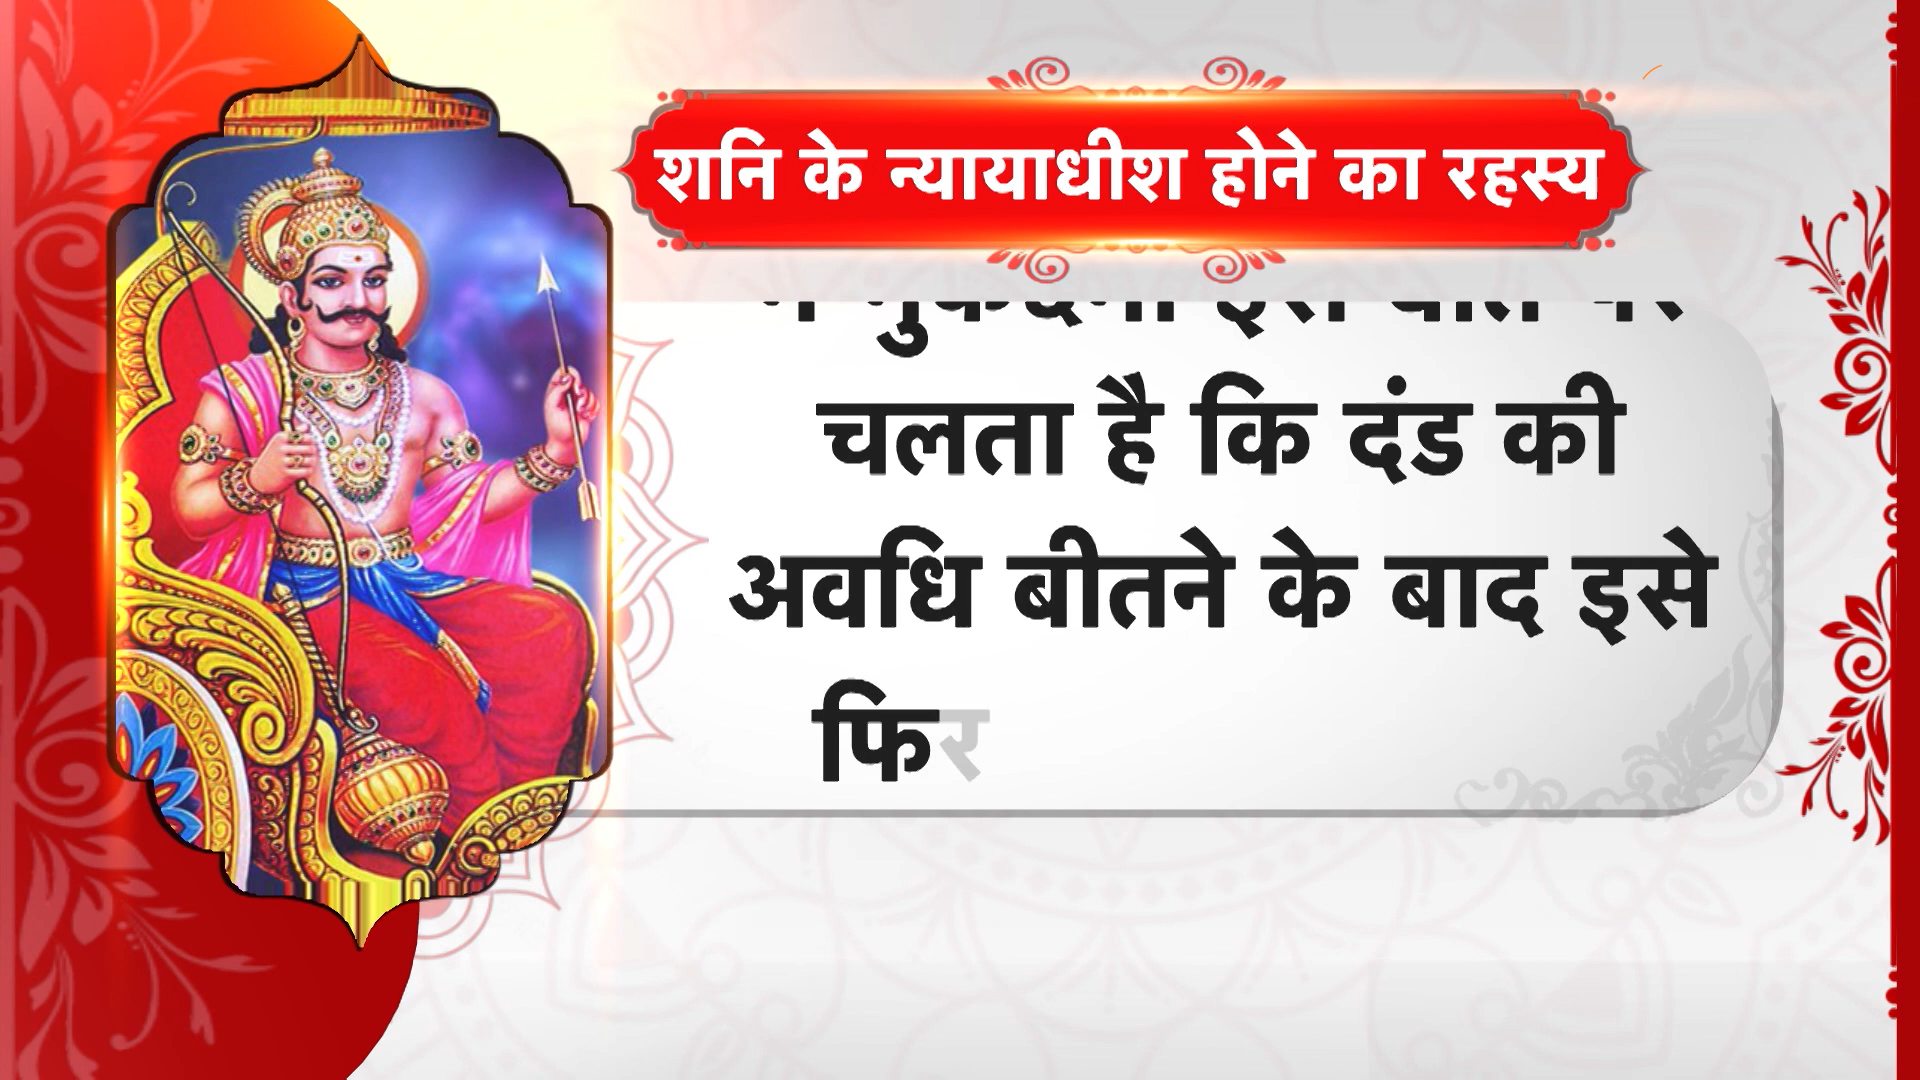 शनि के न्यायाधीश होने का रहस्य
चलता है कि दंड की
अवधि बीतने के बाद इसे
फिर